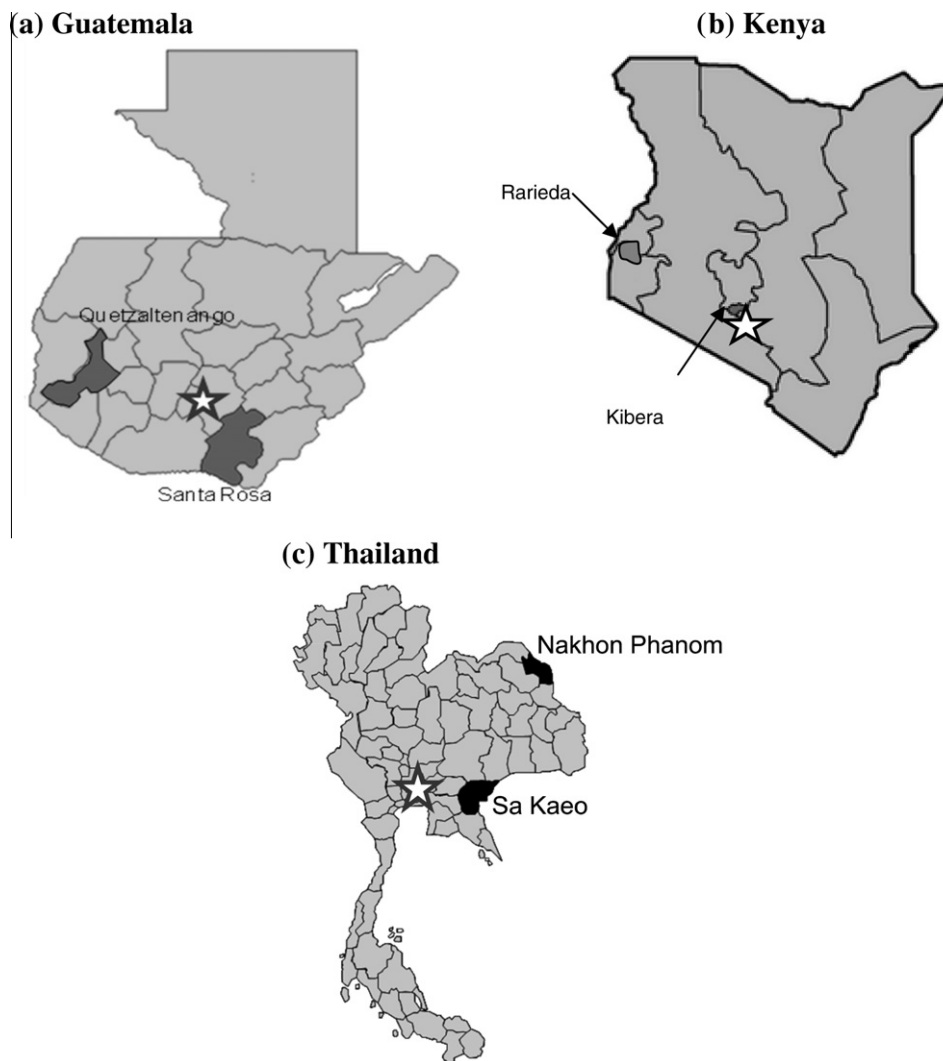 (a) Guatemala
(b) Kenya
Quetzaltenango
Santa Rosa
Rarieda
Kibera
(c) Thailand
Nakhon Phanom
Sa Kaeo